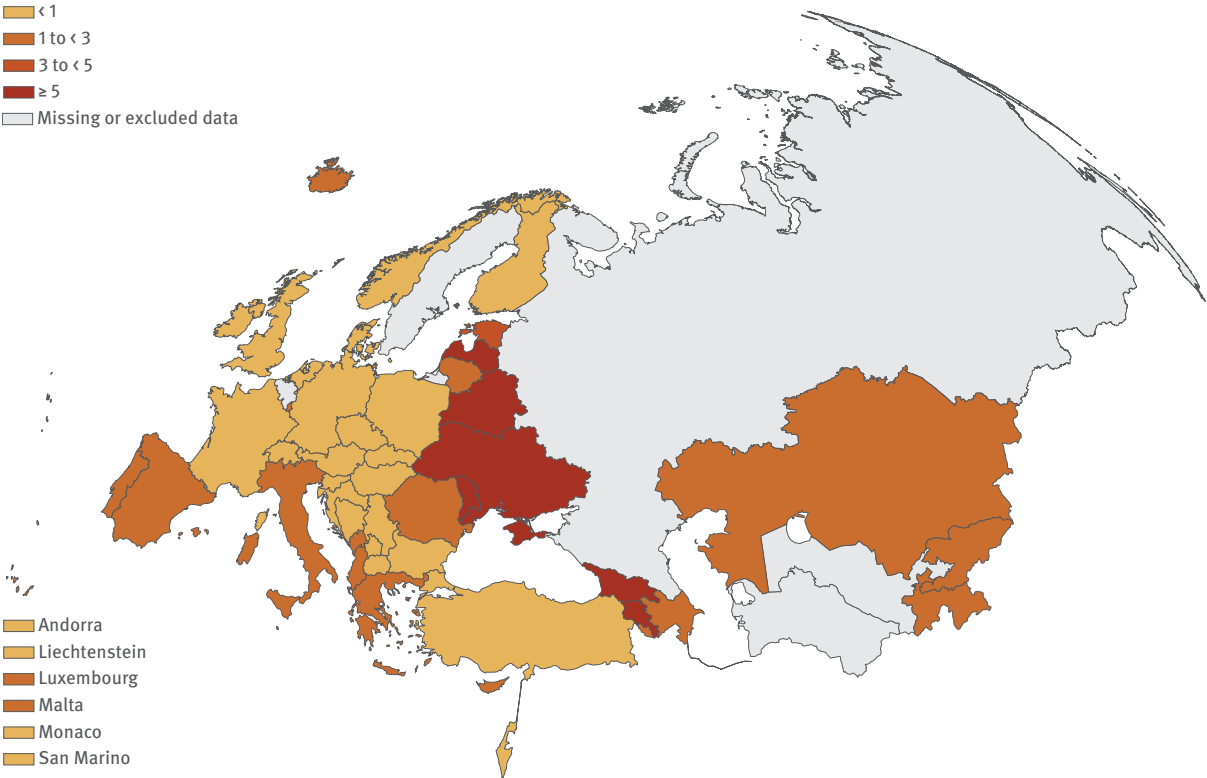 < 1
1 to < 3
3 to < 5
≥ 5
Missing or excluded data
Andorra
Liechtenstein
Luxembourg
Malta
Monaco
San Marino